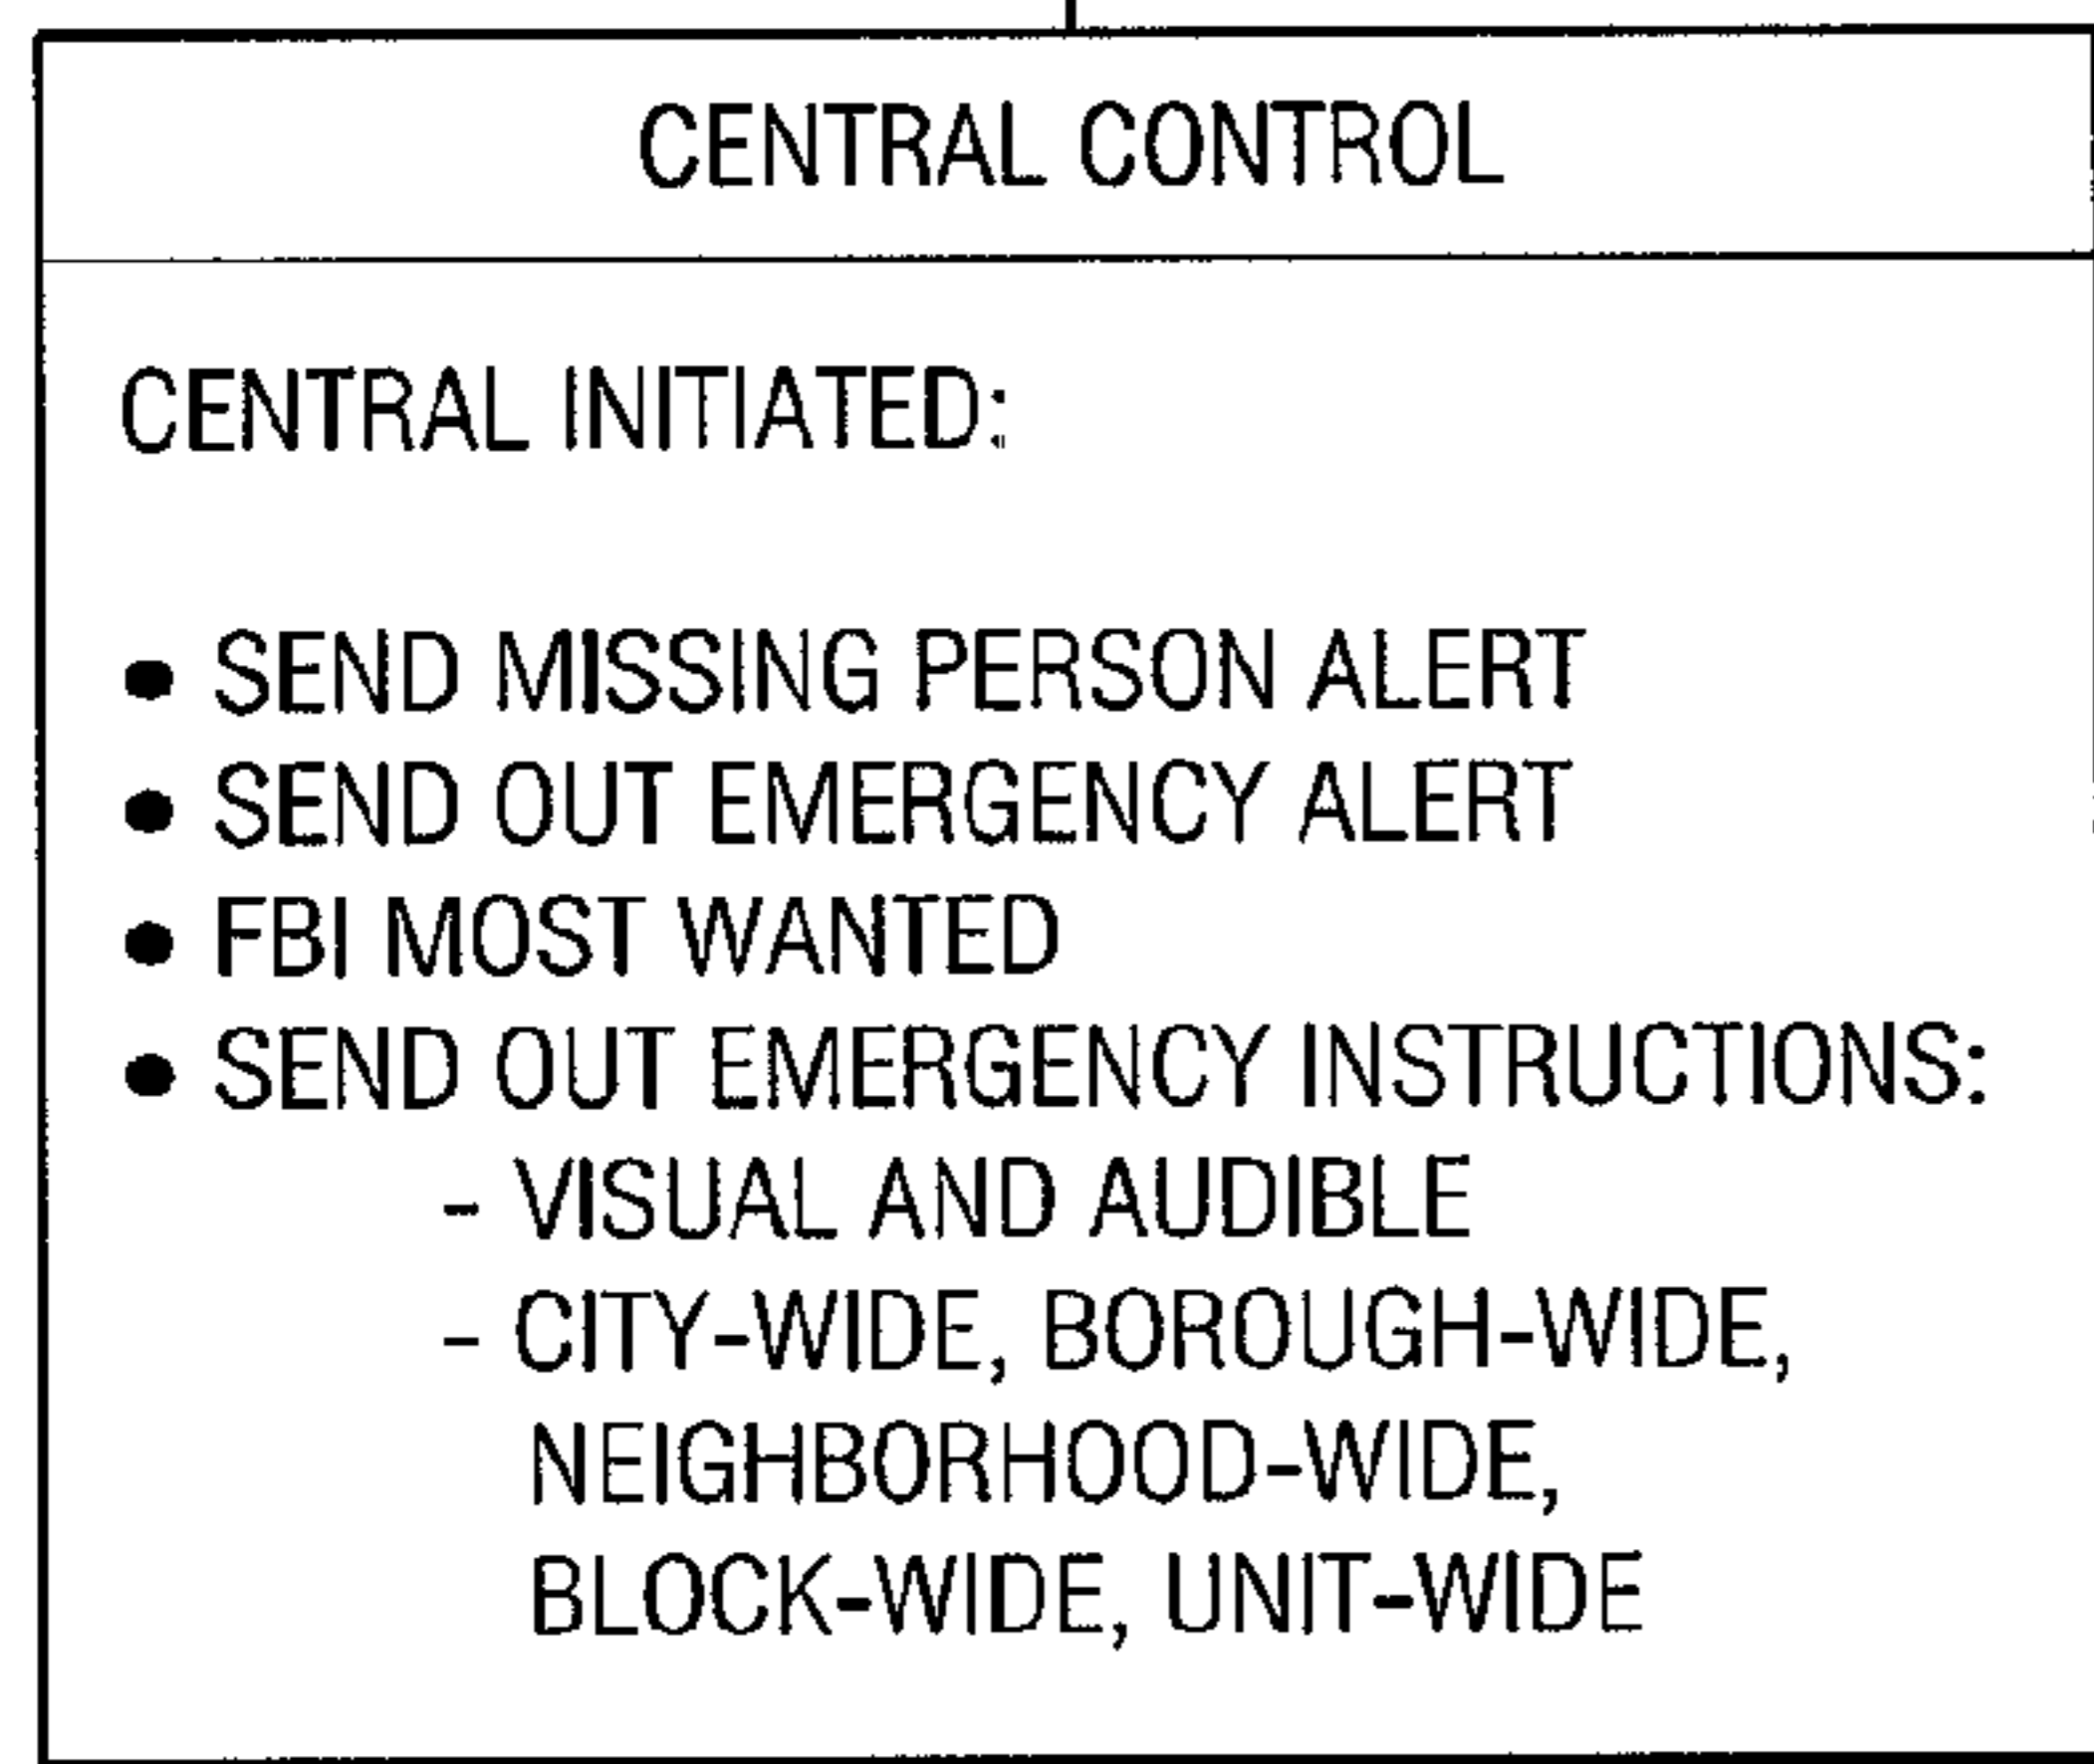 CENTRAL CONTROL
CENTRAL INITIATED:
● SEND MISSING PERSON ALERT
● SEND OUT EMERGENCY ALERT
● FBI MOST WANTED
● SEND OUT EMERGENCY INSTRUCTIONS:
- VISUAL AND AUDIBLE
- CITY-WIDE, BOROUGH-WIDE,
NEIGHBORHOOD-WIDE,
BLOCK-WIDE, UNIT-WIDE